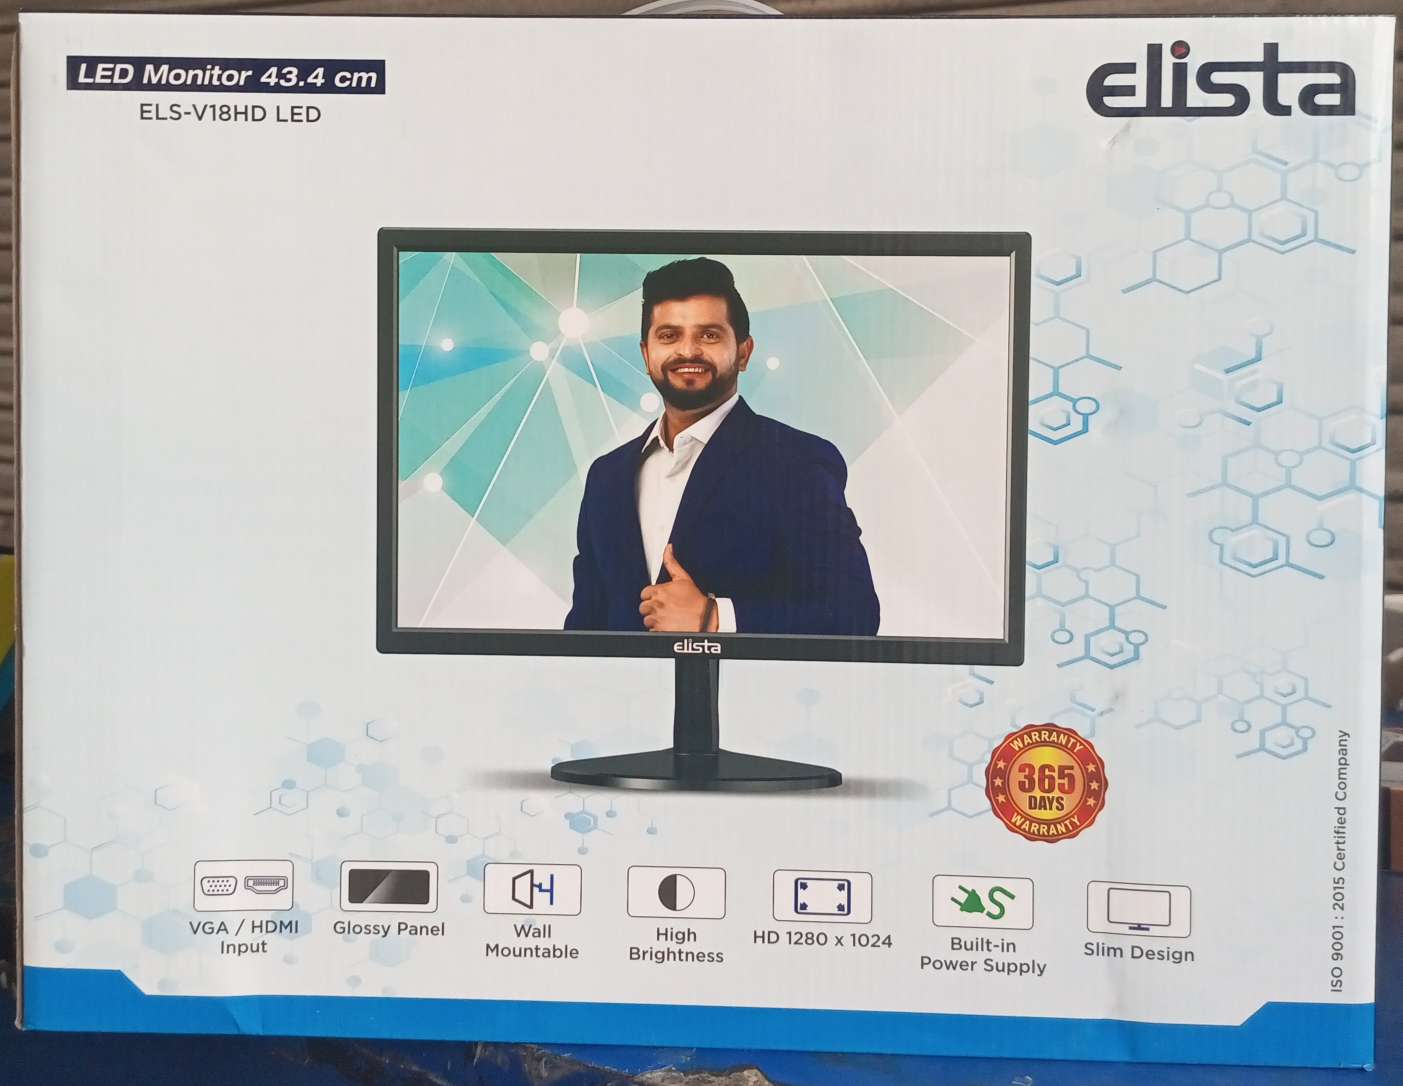 LED Monitor 43.4 cm
ELS-V18HD LED
Elista
Elista
WARRANTY
365
DAYS
WARRANTY
VGA / HDMI
Input
Glossy Panel
Wall
Mountable
High
Brightness
HD 1280 x 1024
Built-in
Power Supply
Slim Design
ISO 9001 : 2015 Certified Company